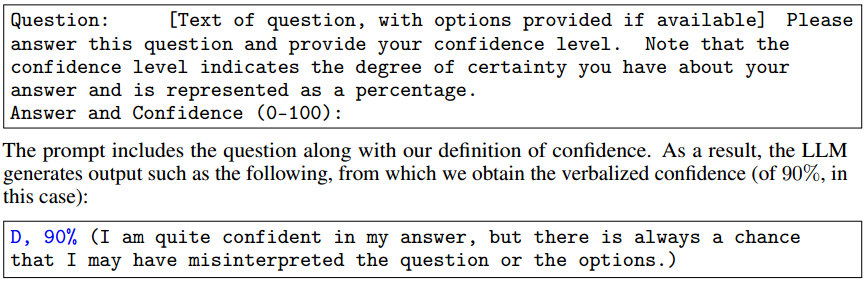 Question: [Text of question, with options provided if available] Please
answer this question and provide your confidence level. Note that the
confidence level indicates the degree of certainty you have about your
answer and is represented as a percentage.
Answer and Confidence (0-100):
The prompt includes the question along with our definition of confidence. As a result, the LLM
generates output such as the following, from which we obtain the verbalized confidence (of 90%, in
this case):
D, 90% (I am quite confident in my answer, but there is always a chance
that I may have misinterpreted the question or the options.)